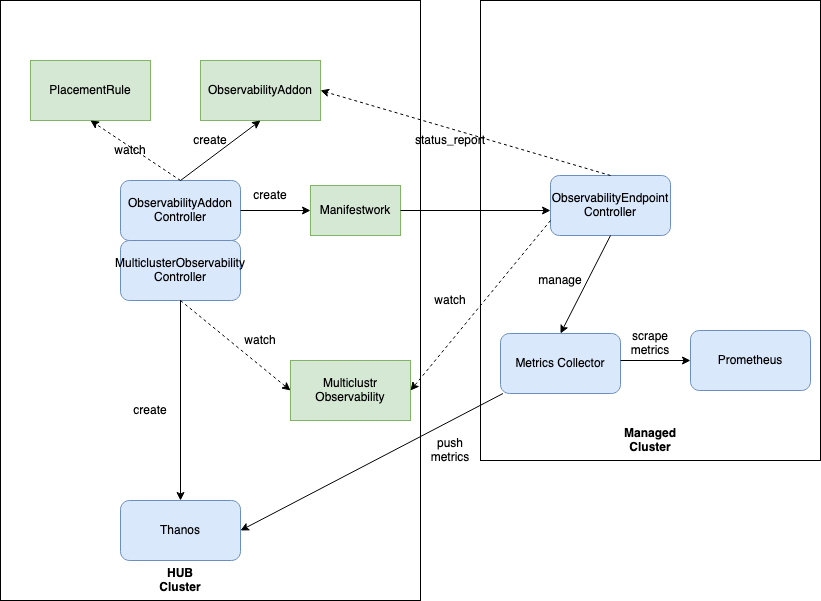 PlacementRule
ObservabilityAddon
create
watch
status_report
ObservabilityAddon
Controller
create
Manifestwork
ObservabilityEndpoint
Controller
MulticlusterObservability
Controller
manage
watch
watch
scrape
metrics
Metrics Collector
Prometheus
Multiclustr
Observability
create
push
metrics
Managed
Cluster
Thanos
HUB
Cluster